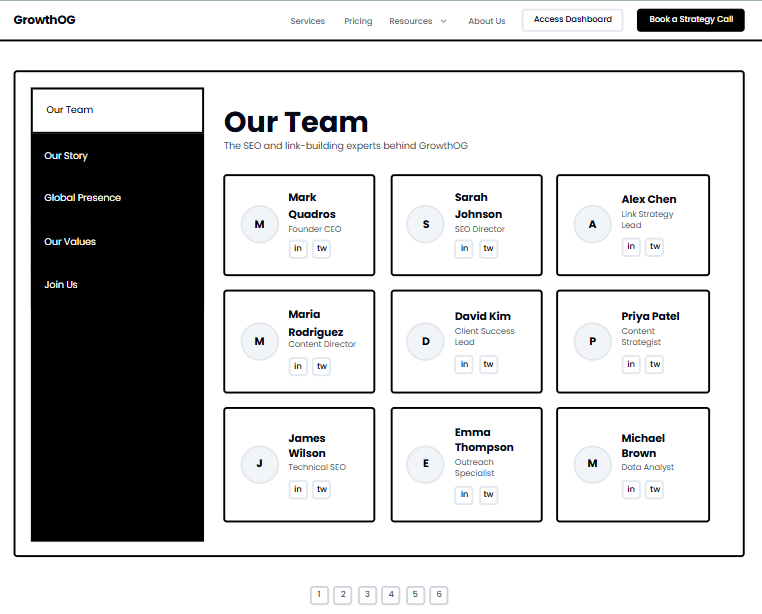 GrowthOG
Services Pricing Resources About Us Access Dashboard Book a Strategy Call
Our Team
Our Story
Global Presence
Our Values
Join Us
Our Team
The SEO and link-building experts behind GrowthOG
M
Mark
Quadros
Founder CEO
in tw
S
Sarah
Johnson
SEO Director
in tw
A
Alex Chen
Link Strategy
Lead
in tw
M
Maria
Rodriguez
Content Director
in tw
D
David Kim
Client Success
Lead
in tw
P
Priya Patel
Content
Strategist
in tw
J
James
Wilson
Technical SEO
in tw
E
Emma
Thompson
Outreach
Specialist
in tw
M
Michael
Brown
Data Analyst
in tw
1 2 3 4 5 6